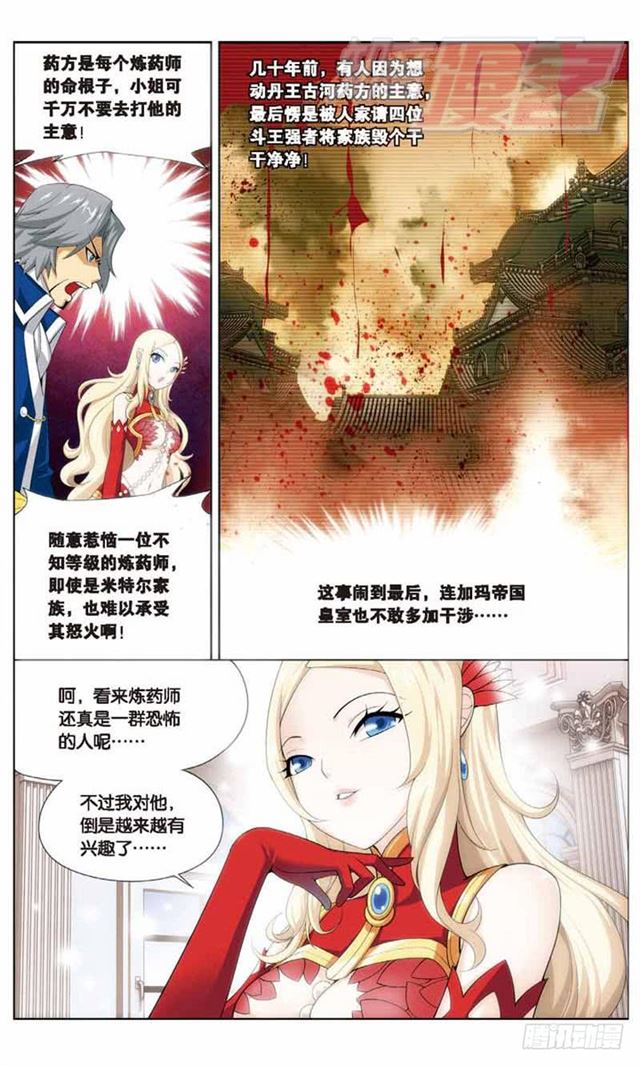 药方是每个炼药师
的命根子，小姐可
千万不要去打他的
主意！
随意惹恼一位不
知等级的炼药师，
即使是米特尔家
族，也难以承受
其怒火啊！
几十年前，有人因为想
动丹王古河药方的主意，
最后愣是被人家请四位
斗王强者将家族毁个干
干净净！
这事闹到最后，连加玛帝国
皇室也不敢多加干涉……
呵，看来炼药师
还真是一群恐怖
的人呢……
不过我对他，
倒是越来越有
兴趣了……
腾讯动漫